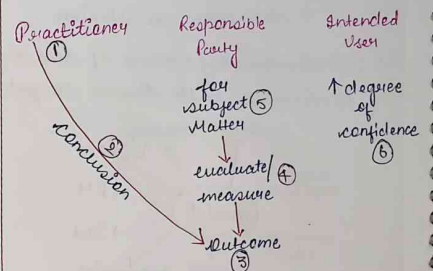 Practitioner
①
Responsible
Party
Intended
User
for
subject ⑤
Matter
↑ degree
of
confidence
⑥
②
conclusion
evaluate/ ④
measure
outcome
③